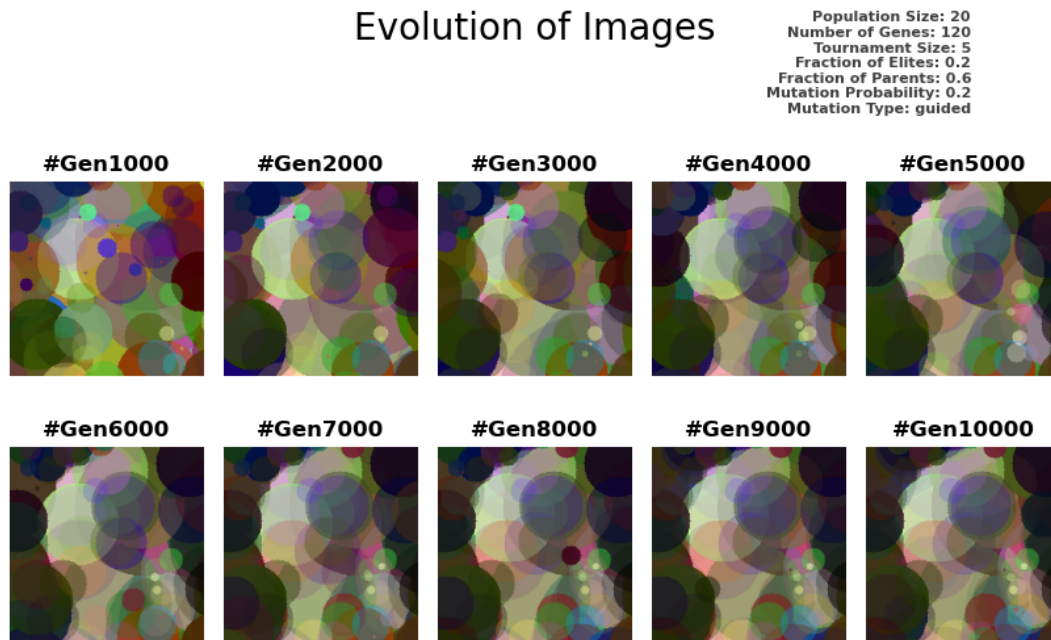 Evolution of Images
Population Size: 20
Number of Genes: 120
Tournament Size: 5
Fraction of Elites: 0.2
Fraction of Parents: 0.6
Mutation Probability: 0.2
Mutation Type: guided
#Gen1000 #Gen2000 #Gen3000 #Gen4000 #Gen5000
#Gen6000 #Gen7000 #Gen8000 #Gen9000 #Gen10000